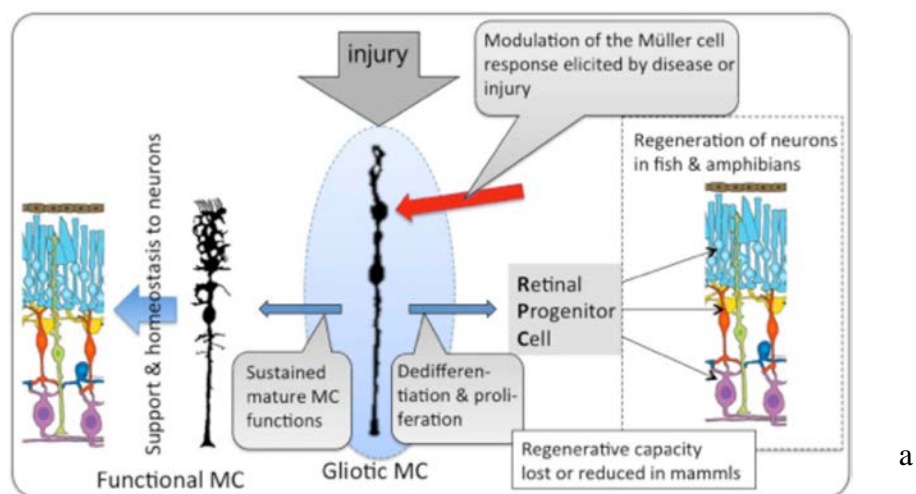 injury
Modulation of the Müller cell
response elicited by disease or
injury
Regeneration of neurons
in fish & amphibians
Support & homeostasis to neurons
Retinal
Progenitor
Cell
Sustained
mature MC
functions
Dedifferen-
tiation & proli-
feration
Regenerative capacity
lost or reduced in mammls
Functional MC
Gliotic MC
a